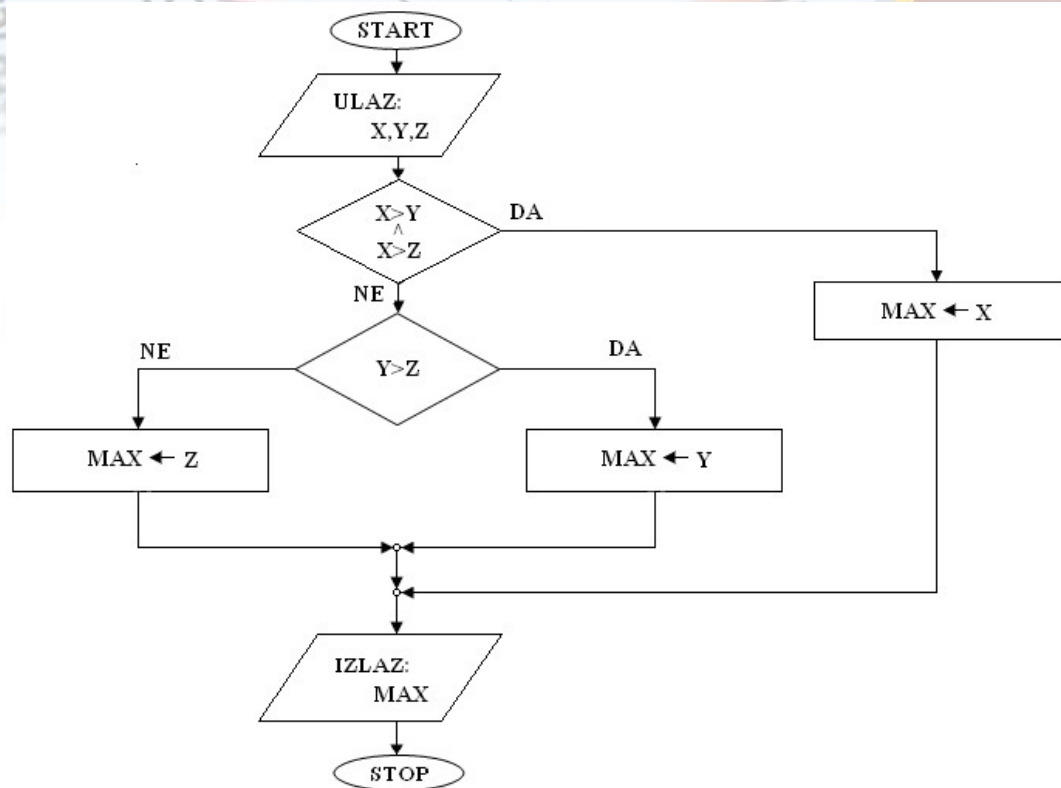 START
ULAZ:
X,Y,Z
X>Y
^
X>Z
DA
NE
MAX ← X
Y>Z
NE
DA
MAX ← Z
MAX ← Y
IZLAZ:
MAX
STOP